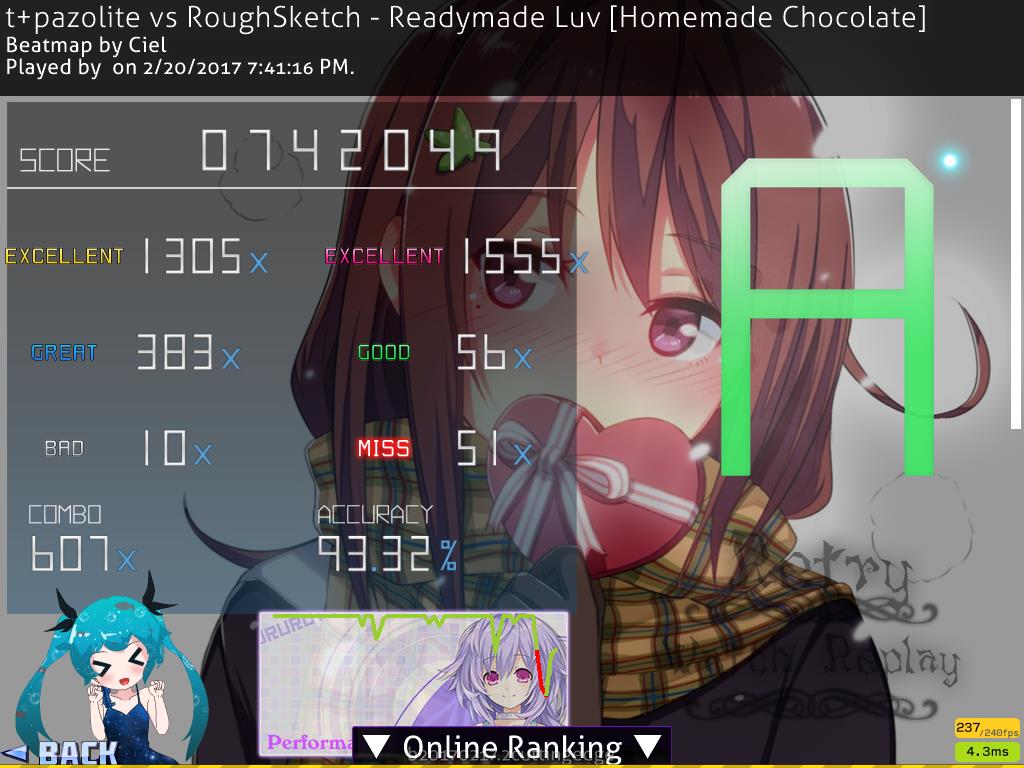 t+pazolite vs RoughSketch - Readymade Luv [Homemade Chocolate]
Beatmap by Ciel
Played by  on 2/20/2017 7:41:16 PM.
SCORE 0742049
EXCELLENT 1305x EXCELLENT 1555x
GREAT 383x GOOD 56x
BAD 10x MISS 51x
COMBO ACCURACY
607x 93.32%
Retry
Watch Replay
Performa
▼ Online Ranking ▼
BACK
237/240fps
4.3ms